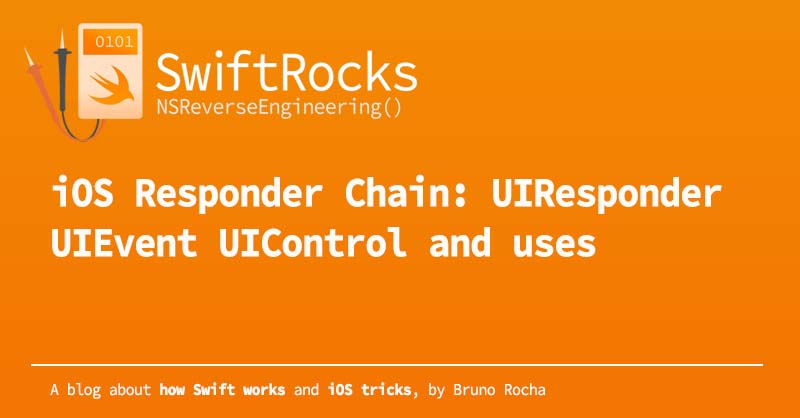 0101
SwiftRocks
NSReverseEngineering()
iOS Responder Chain: UIResponder
UIEvent UIControl and uses
A blog about how Swift works and iOS tricks, by Bruno Rocha